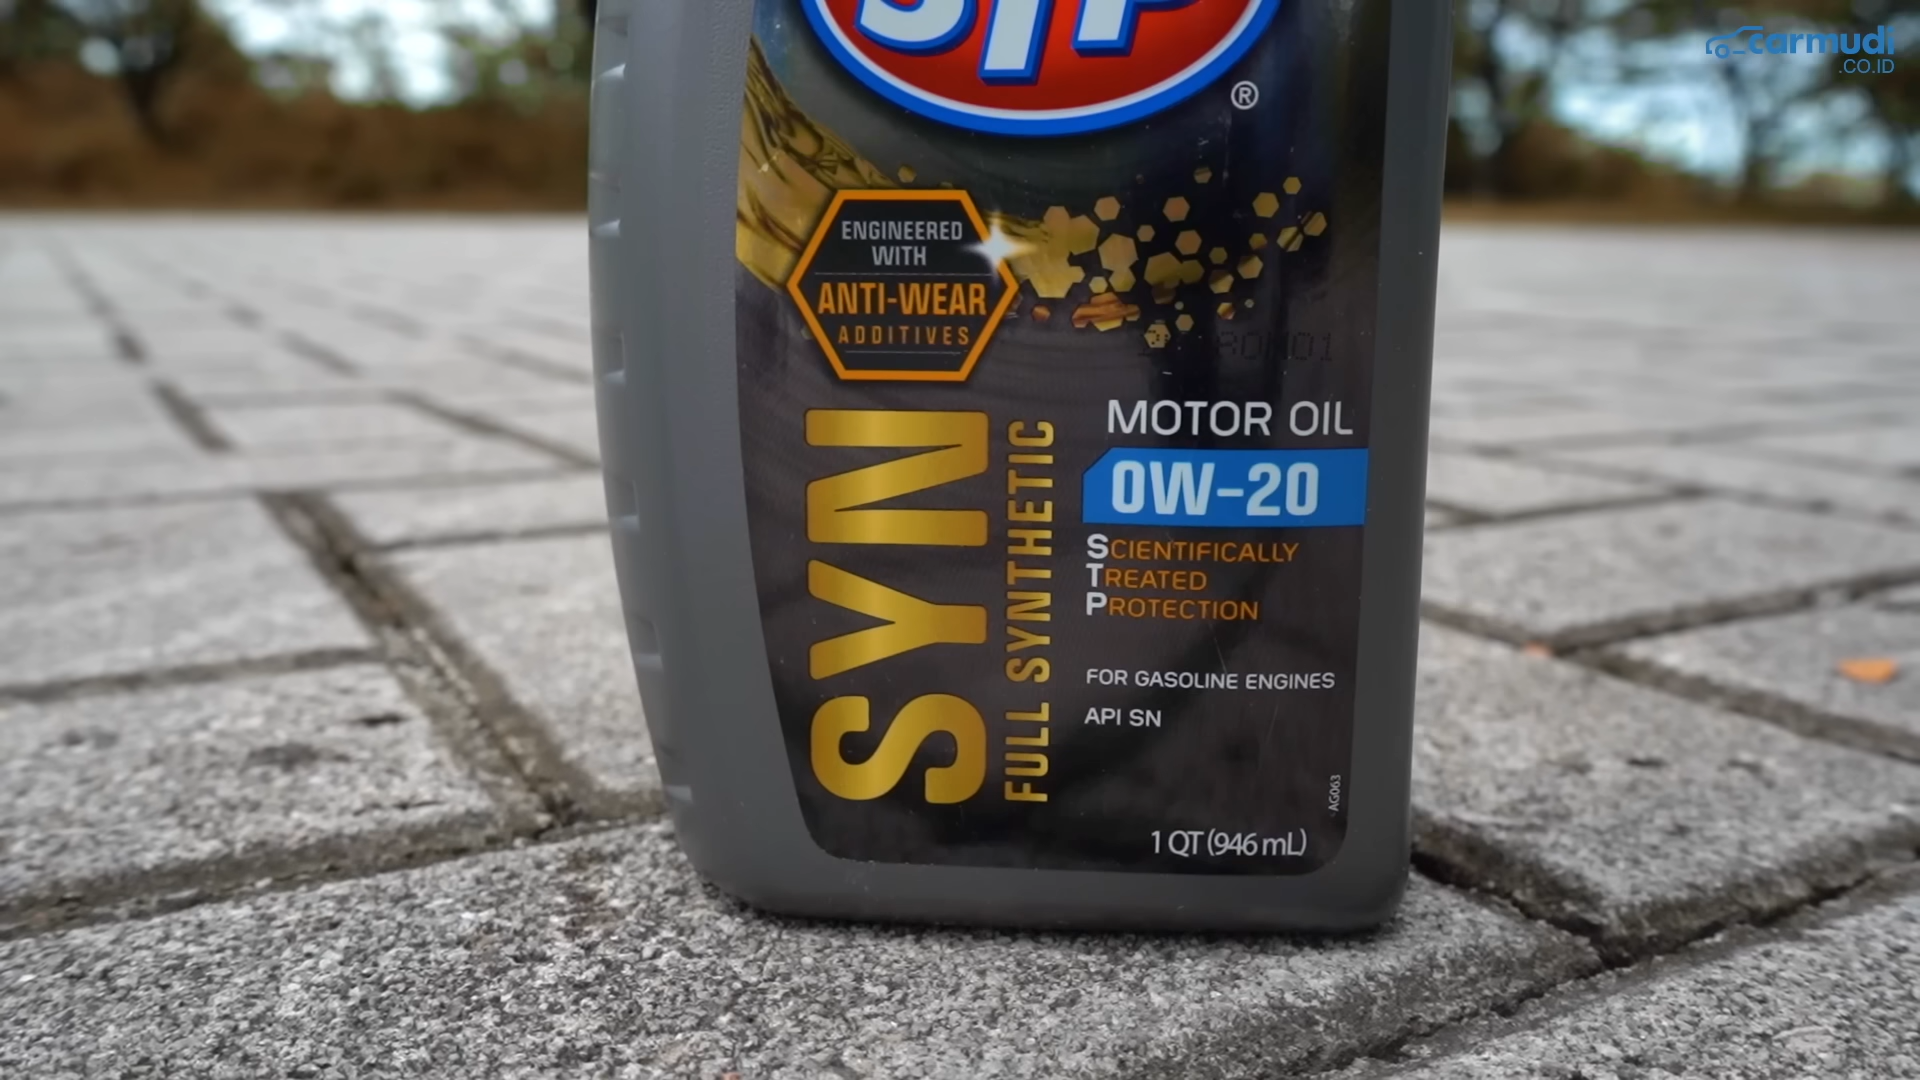 carmudi
.CO.ID
STP
®
ENGINEERED
WITH
ANTI-WEAR
ADDITIVES
SYN
FULL SYNTHETIC
MOTOR OIL
0W-20
SCIENTIFICALLY
TREATED
PROTECTION
FOR GASOLINE ENGINES
API SN
AG063
1 QT (946 mL)